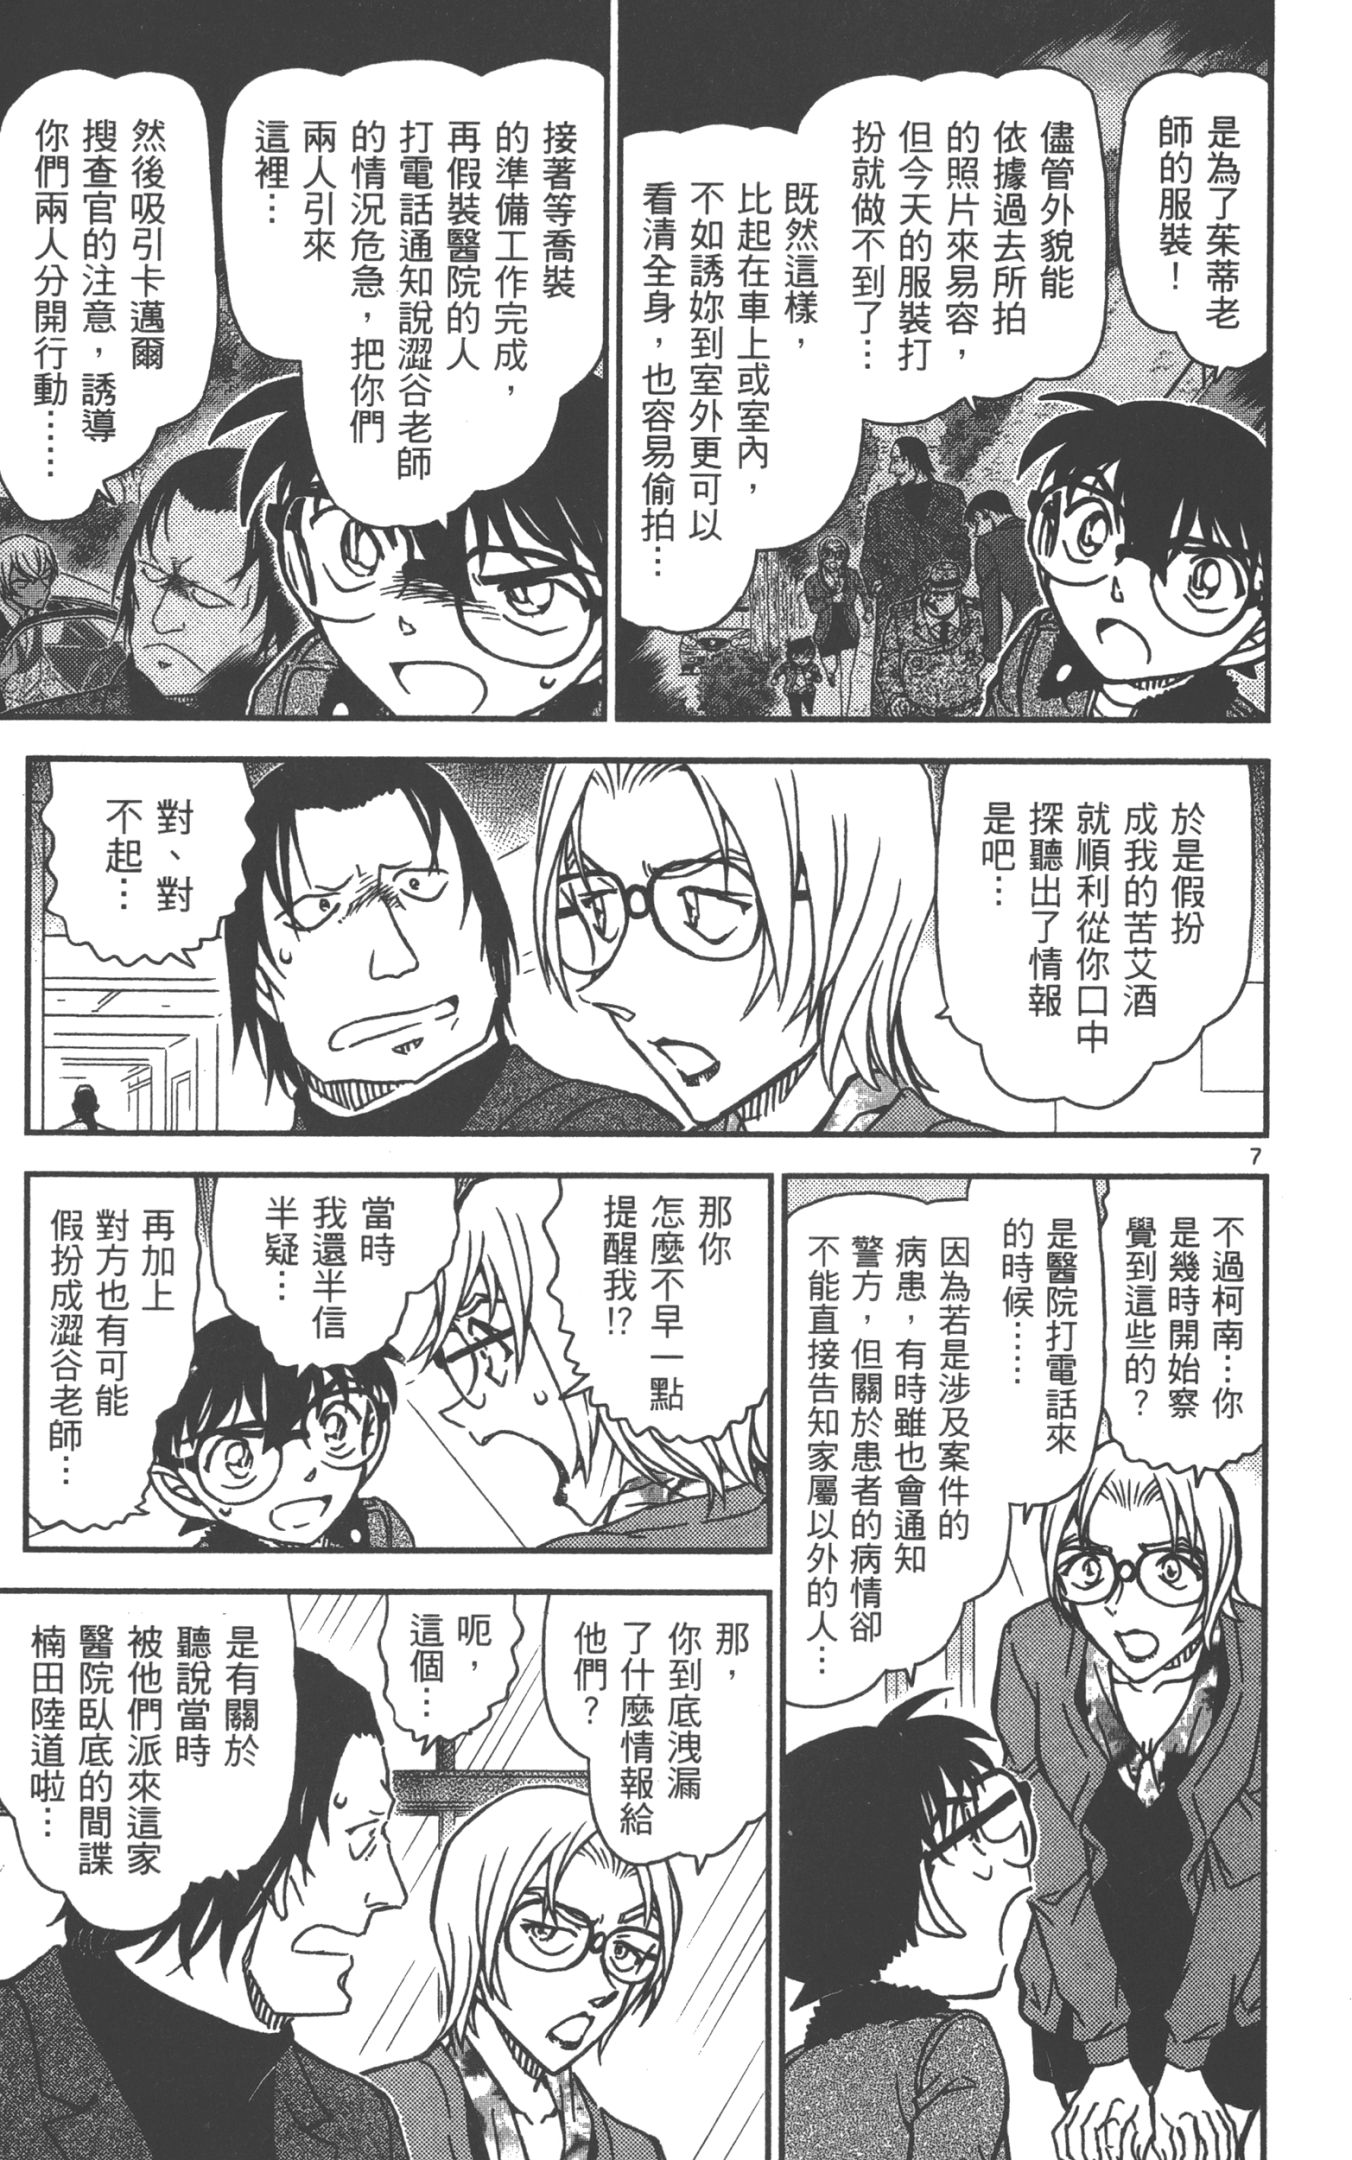 是為了茱蒂老
師的服裝！
儘管外貌能
依據過去所拍
的照片來易容，
但今天的服裝打
扮就做不到了…
既然這樣，
比起在車上或室內，
不如誘妳到室外更可以
看清全身，也容易偷拍…
接著等喬裝
的準備工作完成，
再假裝醫院的人
打電話通知說澀谷老師
的情況危急，把你們
兩人引來
這裡…
然後吸引卡邁爾
搜查官的注意，誘導
你們兩人分開行動……
於是假扮
成我的苦艾酒
就順利從你口中
探聽出了情報
是吧…
對、對
不起…
7
不過柯南…你
是幾時開始察
覺到這些的？
是醫院打電話來
的時候……
因為若是涉及案件的
病患，有時雖也會通知
警方，但關於患者的病情卻
不能直接告知家屬以外的人…
那你
怎麼不早一點
提醒我!?
當時
我還半信
半疑…
再加上
對方也有可能
假扮成澀谷老師…
那，
你到底洩漏
了什麼情報給
他們？
呃，
這個…
是有關於
聽說當時
被他們派來這家
醫院臥底的間諜
楠田陸道啦…